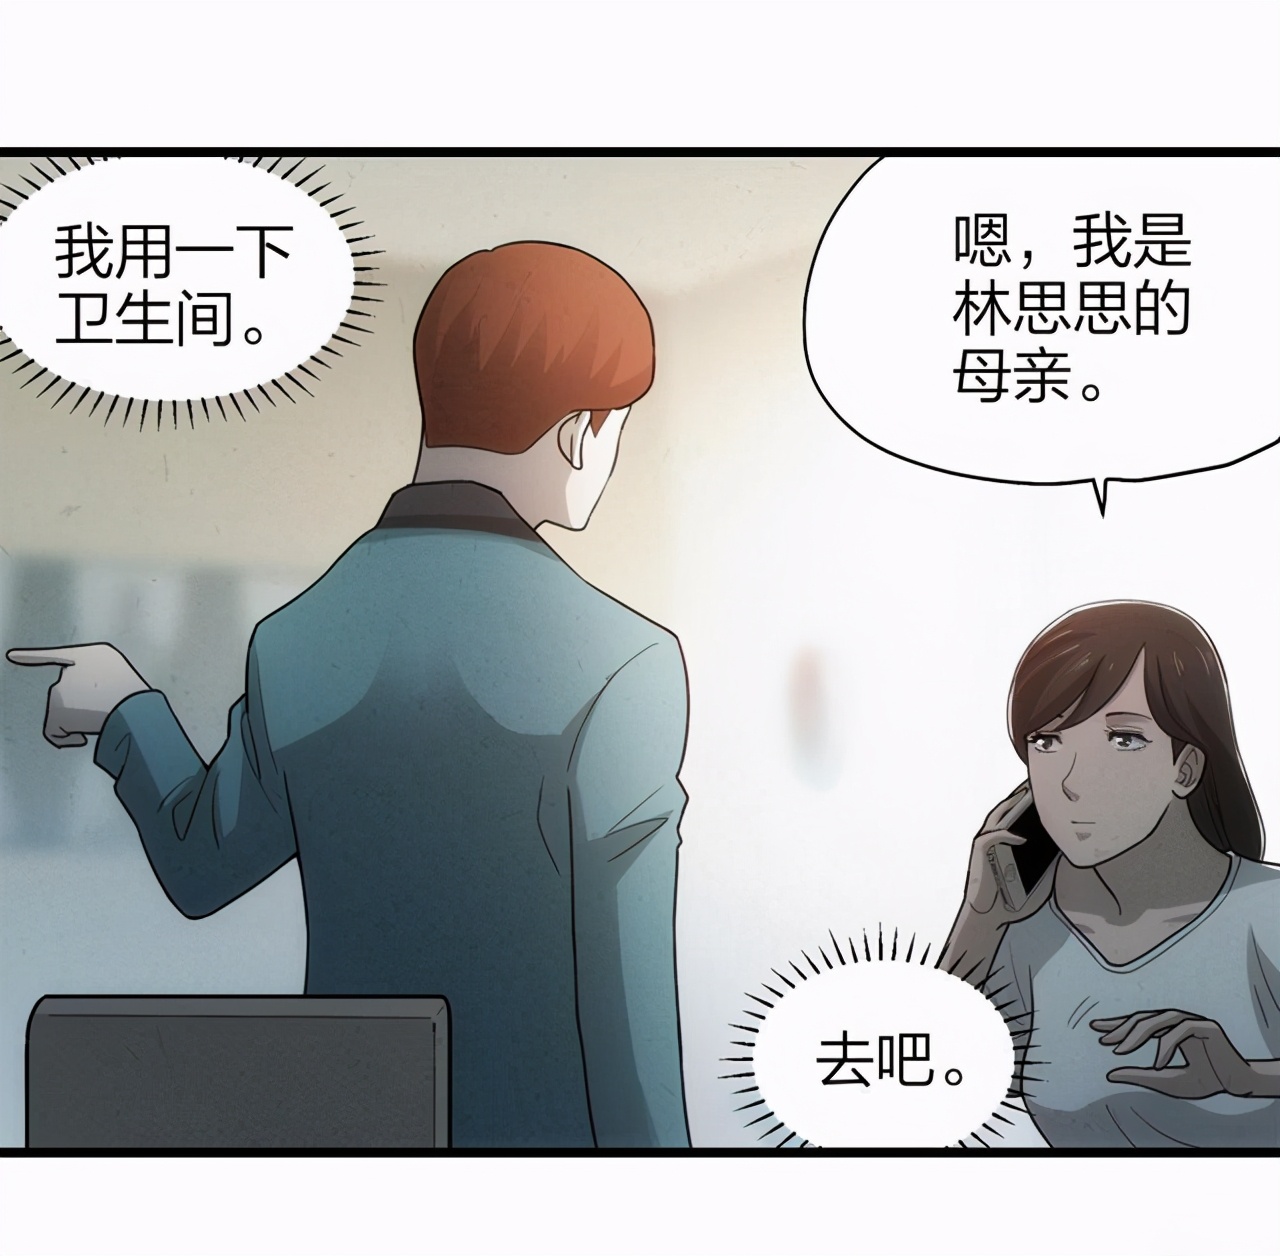 我用一下
卫生间。
嗯，我是
林思思的
母亲。
去吧。